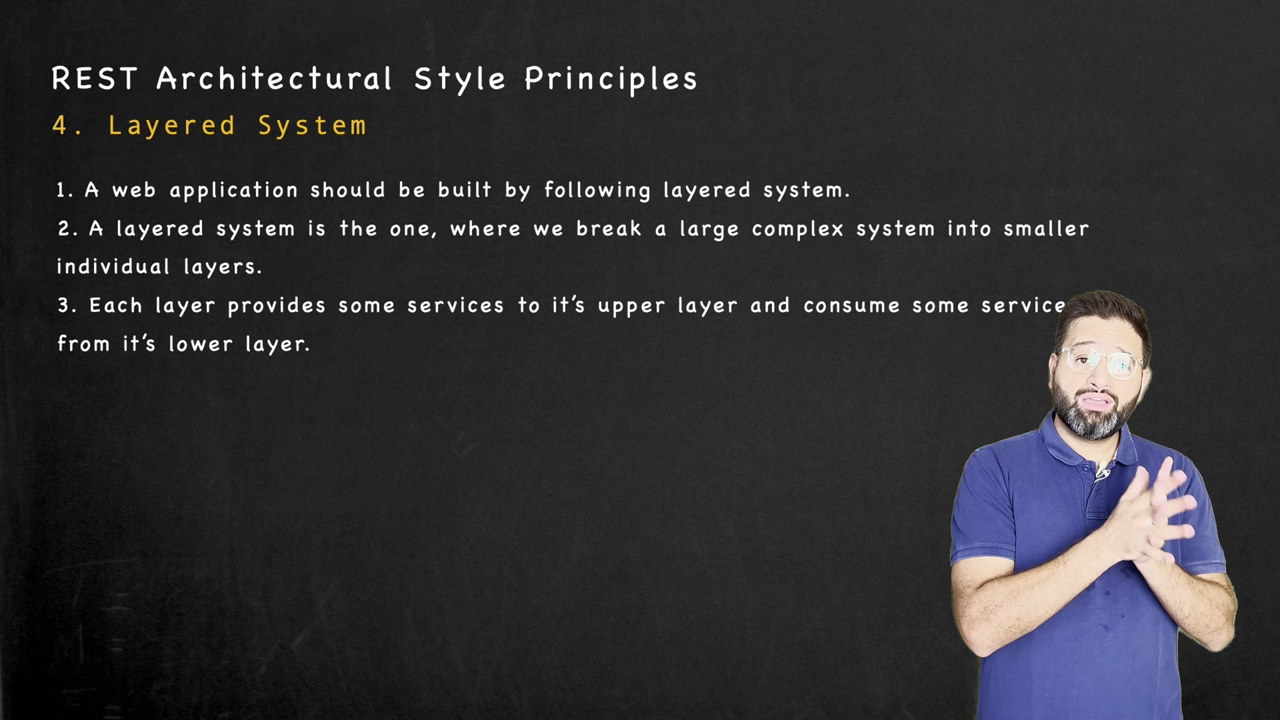 REST Architectural Style Principles
4. Layered System
1. A web application should be built by following layered system.
2. A layered system is the one, where we break a large complex system into smaller
individual layers.
3. Each layer provides some services to it's upper layer and consume some service
from it's lower layer.